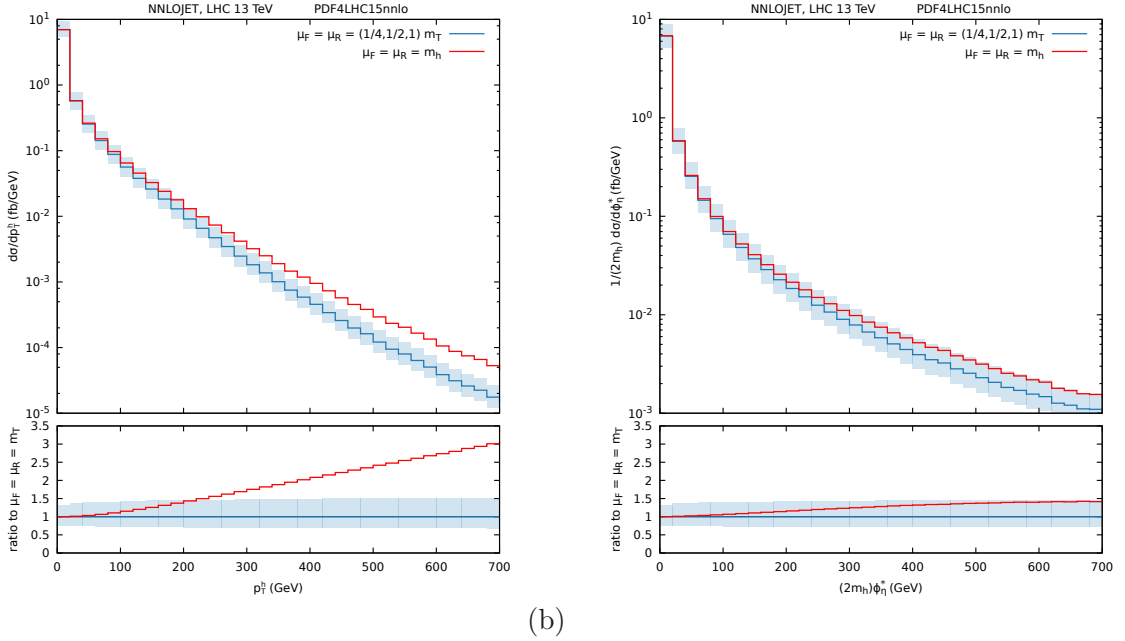 NNLOJET, LHC 13 TeV PDF4LHC15nnlo
μF = μR = (1/4,1/2,1) mT
μF = μR = mh
dσ/dpTh (fb/GeV)
10^1
10^0
10^-1
10^-2
10^-3
10^-4
10^-5
ratio to μF = μR = mT
3.5
3
2.5
2
1.5
1
0.5
0
0 100 200 300 400 500 600 700
pTh (GeV)
NNLOJET, LHC 13 TeV PDF4LHC15nnlo
μF = μR = (1/4,1/2,1) mT
μF = μR = mh
1/(2mh) dσ/dϕη* (fb/GeV)
10^1
10^0
10^-1
10^-2
10^-3
ratio to μF = μR = mT
3.5
3
2.5
2
1.5
1
0.5
0
0 100 200 300 400 500 600 700
(2mh)ϕη* (GeV)
(b)